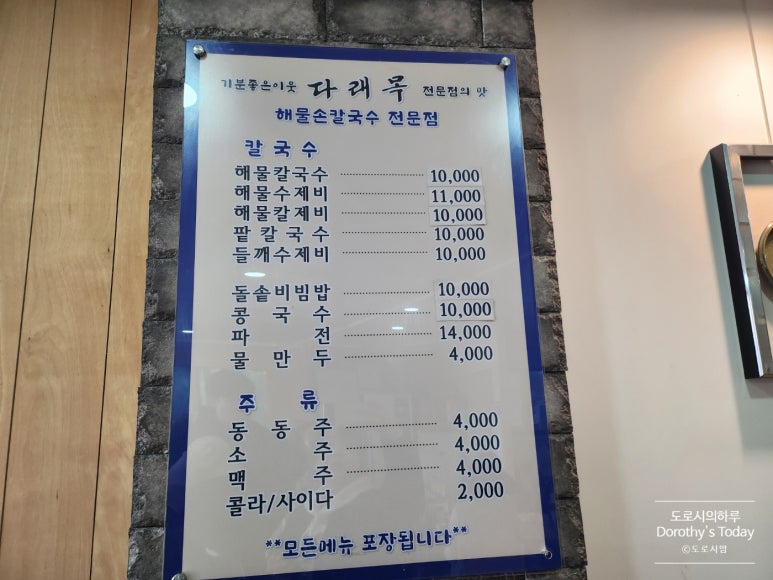 기분좋은이웃 다래목 전문점의 맛
해물손칼국수 전문점
칼국수
해물칼국수 10,000
해물수제비 11,000
해물칼제비 10,000
팥칼국수 10,000
들깨수제비 10,000
돌솥비빔밥 10,000
콩국수 10,000
파전 14,000
물만두 4,000
주류
동동주 4,000
소주 4,000
맥주 4,000
콜라/사이다 2,000
**모든메뉴 포장됩니다**
도로시의하루
Dorothy's Today
©도로시맘